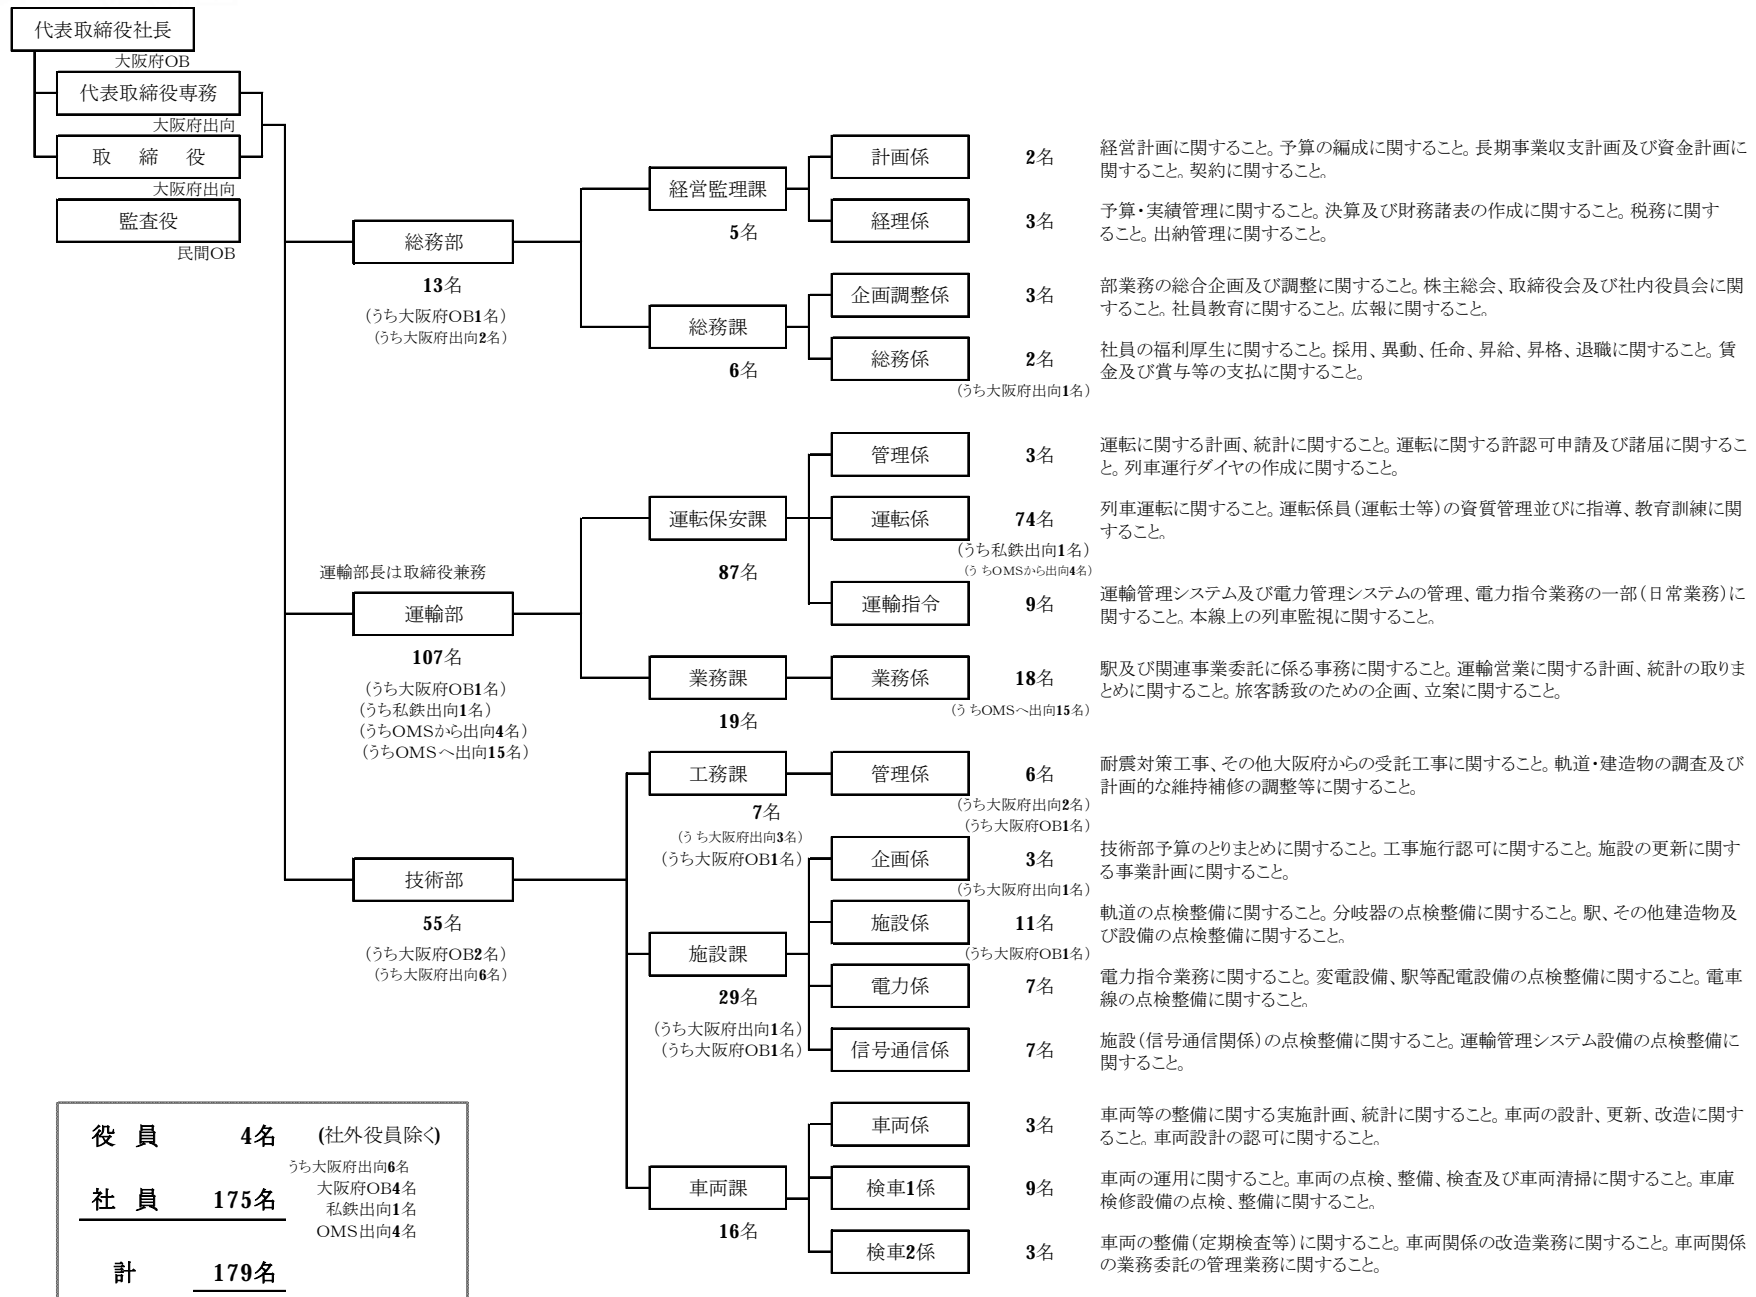 代表取締役社長
大阪府OB
代表取締役専務
大阪府出向
取　締　役
大阪府出向
監査役
民間OB
総務部
13名
(うち大阪府OB1名)
(うち大阪府出向2名)
経営監理課
5名
計画係
2名
経営計画に関すること。予算の編成に関すること。長期事業収支計画及び資金計画に
関すること。契約に関すること。
経理係
3名
予算・実績管理に関すること。決算及び財務諸表の作成に関すること。税務に関す
ること。出納管理に関すること。
総務課
6名
企画調整係
3名
部業務の総合企画及び調整に関すること。株主総会、取締役会及び社内役員会に関
すること。社員教育に関すること。広報に関すること。
総務係
2名
(うち大阪府出向1名)
社員の福利厚生に関すること。採用、異動、任命、昇給、昇格、退職に関すること。賃
金及び賞与等の支払に関すること。
運輸部長は取締役兼務
運輸部
107名
(うち大阪府OB1名)
(うち私鉄出向1名)
(うちOMSから出向4名)
(うちOMSへ出向15名)
運転保安課
87名
管理係
3名
運転に関する計画、統計に関すること。運転に関する許認可申請及び諸届に関するこ
と。列車運行ダイヤの作成に関すること。
運転係
74名
(うち私鉄出向1名)
(うちOMSから出向4名)
列車運転に関すること。運転係員(運転士等)の資質管理並びに指導、教育訓練に関
すること。
運輸指令
9名
運輸管理システム及び電力管理システムの管理、電力指令業務の一部(日常業務)に
関すること。本線上の列車監視に関すること。
業務課
19名
業務係
18名
(うちOMSへ出向15名)
駅及び関連事業委託に係る事務に関すること。運輸営業に関する計画、統計の取りま
とめに関すること。旅客誘致のための企画、立案に関すること。
技術部
55名
(うち大阪府OB2名)
(うち大阪府出向6名)
工務課
7名
(うち大阪府出向3名)
(うち大阪府OB1名)
管理係
6名
(うち大阪府出向2名)
(うち大阪府OB1名)
耐震対策工事、その他大阪府からの受託工事に関すること。軌道・建造物の調査及び
計画的な維持補修の調整等に関すること。
施設課
29名
(うち大阪府出向1名)
(うち大阪府OB1名)
企画係
3名
(うち大阪府出向1名)
技術部予算のとりまとめに関すること。工事施行認可に関すること。施設の更新に関す
る事業計画に関すること。
施設係
11名
(うち大阪府OB1名)
軌道の点検整備に関すること。分岐器の点検整備に関すること。駅、その他建造物及
び設備の点検整備に関すること。
電力係
7名
電力指令業務に関すること。変電設備、駅等配電設備の点検整備に関すること。電車
線の点検整備に関すること。
信号通信係
7名
施設(信号通信関係)の点検整備に関すること。運輸管理システム設備の点検整備に
関すること。
車両課
16名
車両係
3名
車両等の整備に関する実施計画、統計に関すること。車両の設計、更新、改造に関す
ること。車両設計の認可に関すること。
検車1係
9名
車両の運用に関すること。車両の点検、整備、検査及び車両清掃に関すること。車庫
検修設備の点検、整備に関すること。
検車2係
3名
車両の整備(定期検査等)に関すること。車両関係の改造業務に関すること。車両関係
の業務委託の管理業務に関すること。
役　員　4名　(社外役員除く)
うち大阪府出向6名
大阪府OB4名
社　員　175名
私鉄出向1名
OMS出向4名
計　179名